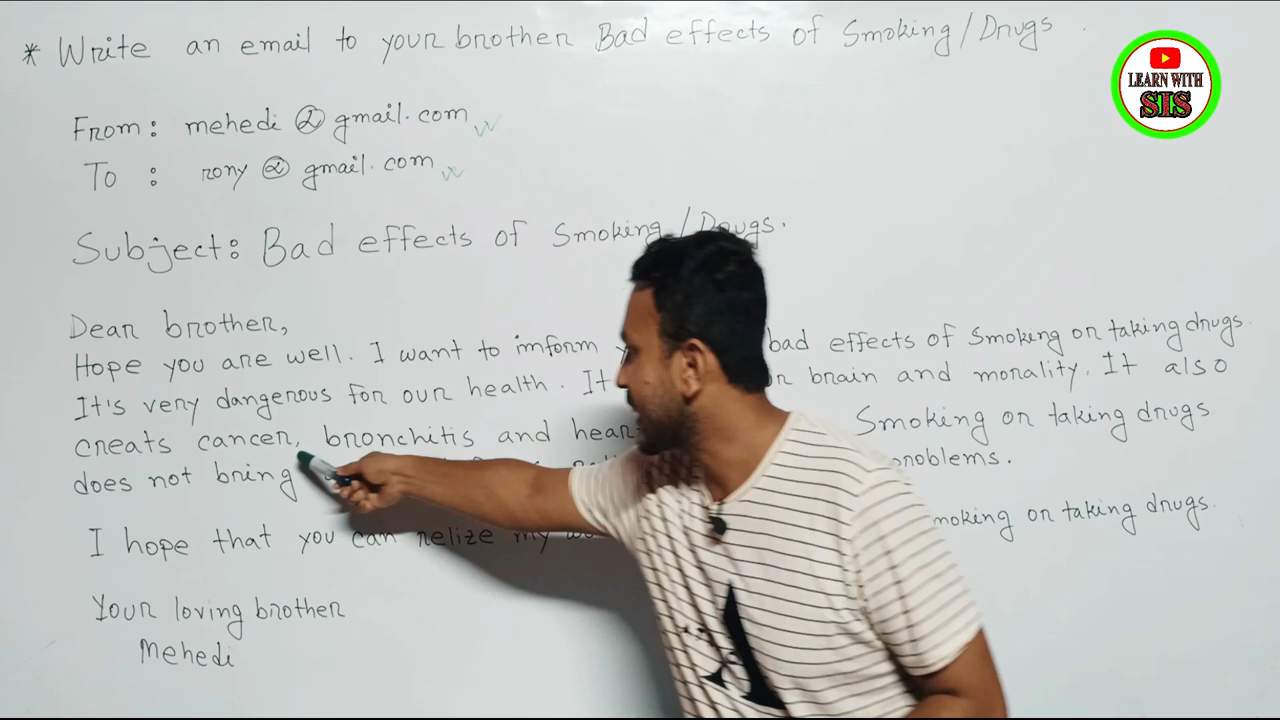 * Write an email to your brother Bad effects of Smoking/Drugs.
LEARN WITH
SIS
From: mehedi@gmail.com
To : rony@gmail.com
Subject: Bad effects of Smoking/Drugs.
Dear brother,
Hope you are well. I want to imform bad effects of smoking or taking drugs.
It's very dangerous for our health. It brain and morality. It also
creats cancer, bronchitis and Smoking or taking drugs
does not bring problems.
I hope that you can relize my or taking drugs.
Your loving brother
Mehedi